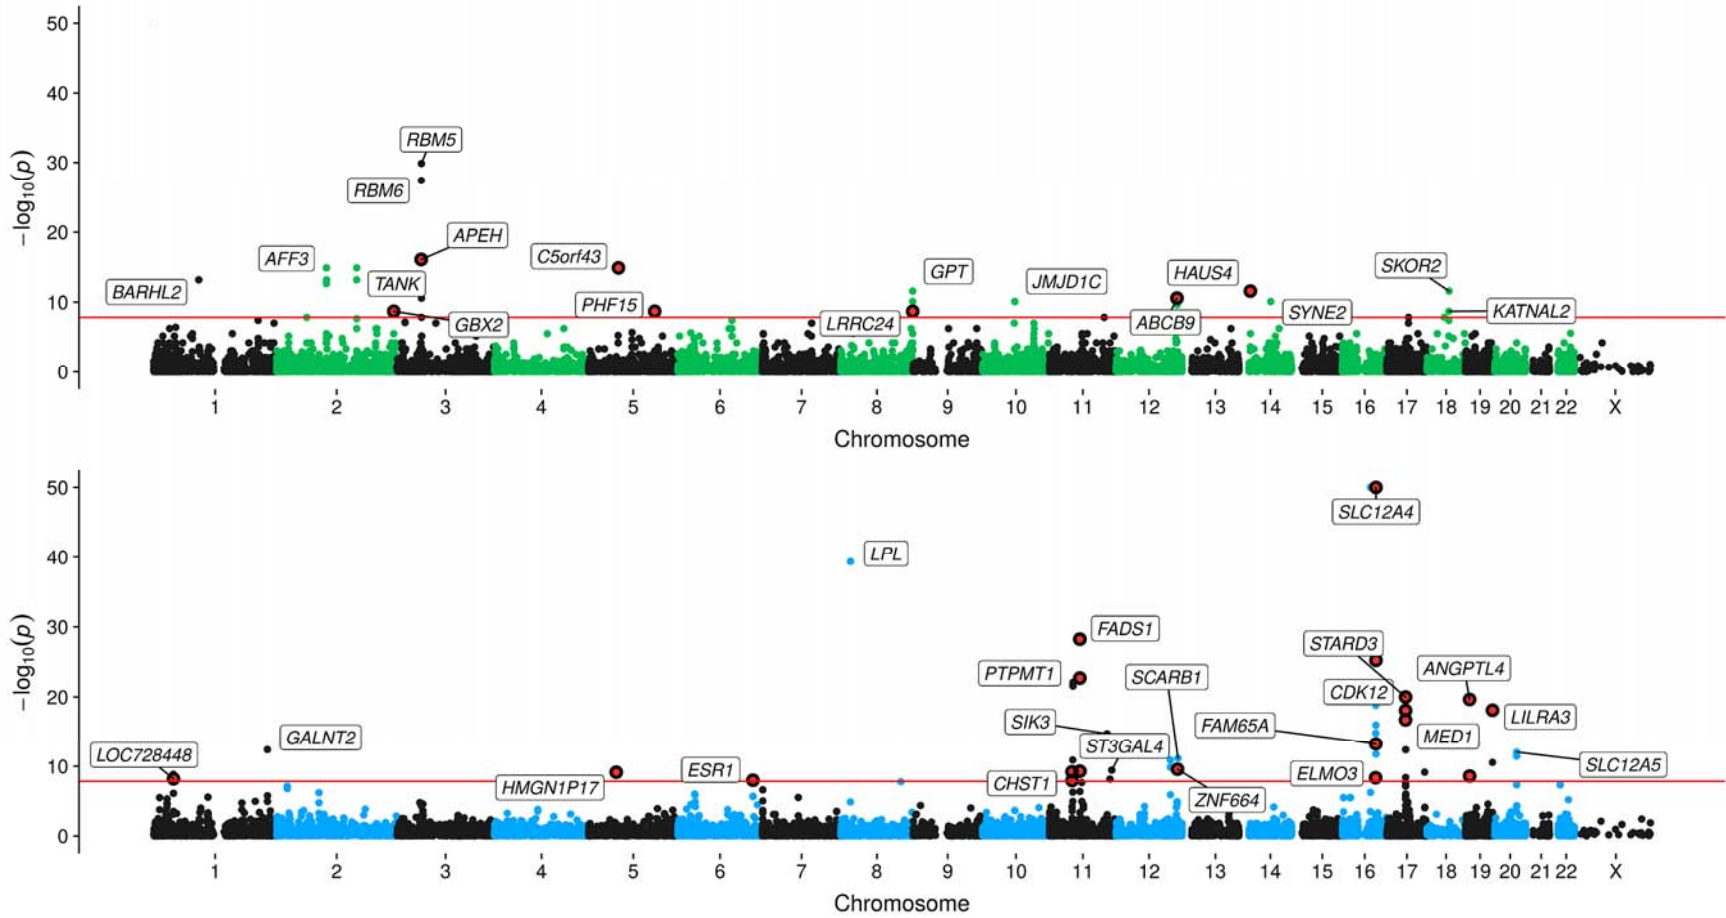 50
40
30
20
10
0
−log10(p)
RBM5
RBM6
APEH
AFF3
TANK
BARHL2
GBX2
C5orf43
PHF15
LRRC24
GPT
JMJD1C
HAUS4
ABCB9
SYNE2
SKOR2
KATNAL2
1 2 3 4 5 6 7 8 9 10 11 12 13 14 15 16 17 18 19 20 21 22 X
Chromosome
50
40
30
20
10
0
−log10(p)
SLC12A4
LPL
FADS1
STARD3
PTPMT1
SCARB1
ANGPTL4
CDK12
SIK3
FAM65A
LILRA3
GALNT2
MED1
LOC728448
ST3GAL4
ESR1
SLC12A5
HMGN1P17
CHST1
ELMO3
ZNF664
1 2 3 4 5 6 7 8 9 10 11 12 13 14 15 16 17 18 19 20 21 22 X
Chromosome